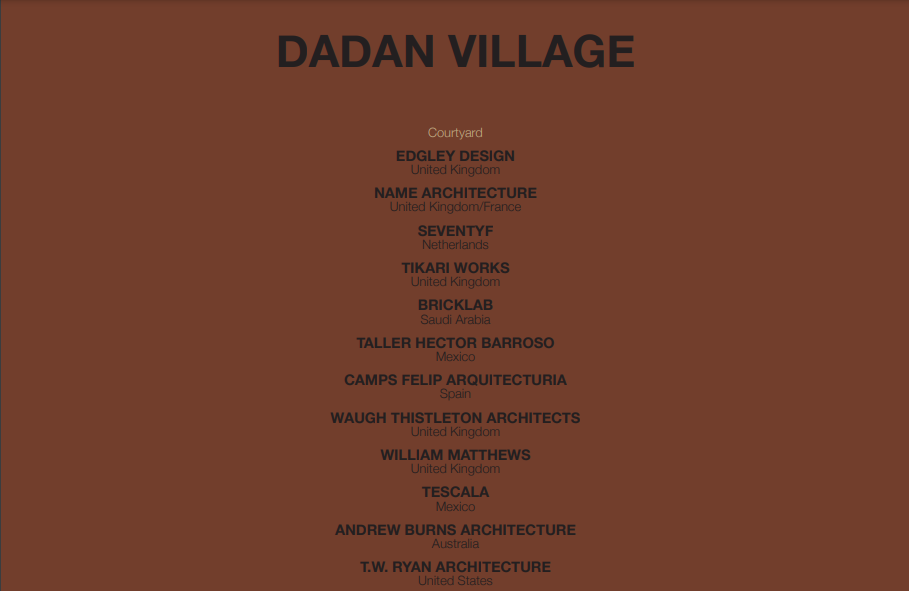 DADAN VILLAGE
Courtyard
EDGLEY DESIGN
United Kingdom
NAME ARCHITECTURE
United Kingdom/France
SEVENTYF
Netherlands
TIKARI WORKS
United Kingdom
BRICKLAB
Saudi Arabia
TALLER HECTOR BARROSO
Mexico
CAMPS FELIP ARQUITECTURIA
Spain
WAUGH THISTLETON ARCHITECTS
United Kingdom
WILLIAM MATTHEWS
United Kingdom
TESCALA
Mexico
ANDREW BURNS ARCHITECTURE
Australia
T.W. RYAN ARCHITECTURE
United States